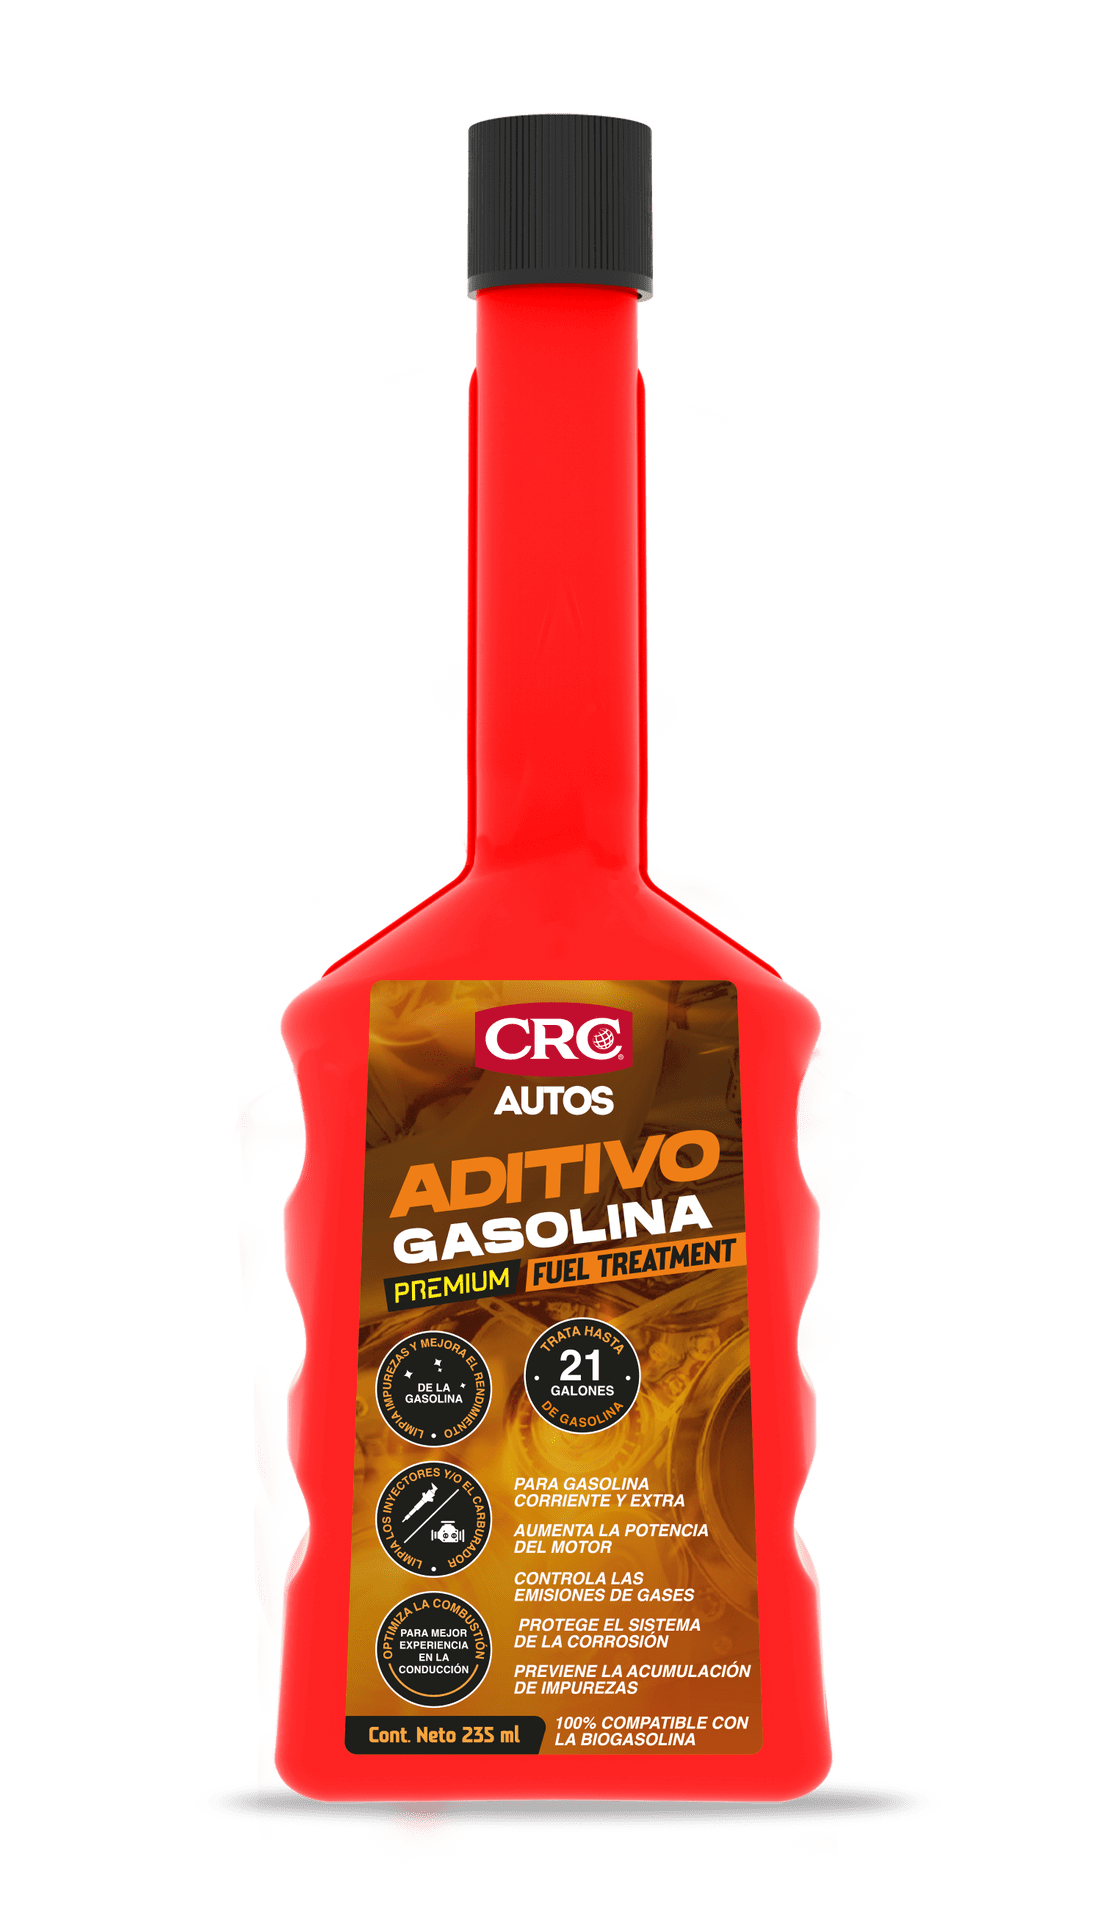 CRC®
AUTOS
ADITIVO
GASOLINA
PREMIUM
FUEL TREATMENT
LIMPIA IMPUREZAS Y MEJORA EL RENDIMIENTO
DE LA
GASOLINA
TRATA HASTA
21
GALONES
DE GASOLINA
LIMPIA LOS INYECTORES Y/O EL CARBURADOR
OPTIMIZA LA COMBUSTIÓN
PARA MEJOR
EXPERIENCIA
EN LA
CONDUCCIÓN
PARA GASOLINA
CORRIENTE Y EXTRA
AUMENTA LA POTENCIA
DEL MOTOR
CONTROLA LAS
EMISIONES DE GASES
PROTEGE EL SISTEMA
DE LA CORROSIÓN
PREVIENE LA ACUMULACIÓN
DE IMPUREZAS
Cont. Neto 235 ml
100% COMPATIBLE CON
LA BIOGASOLINA